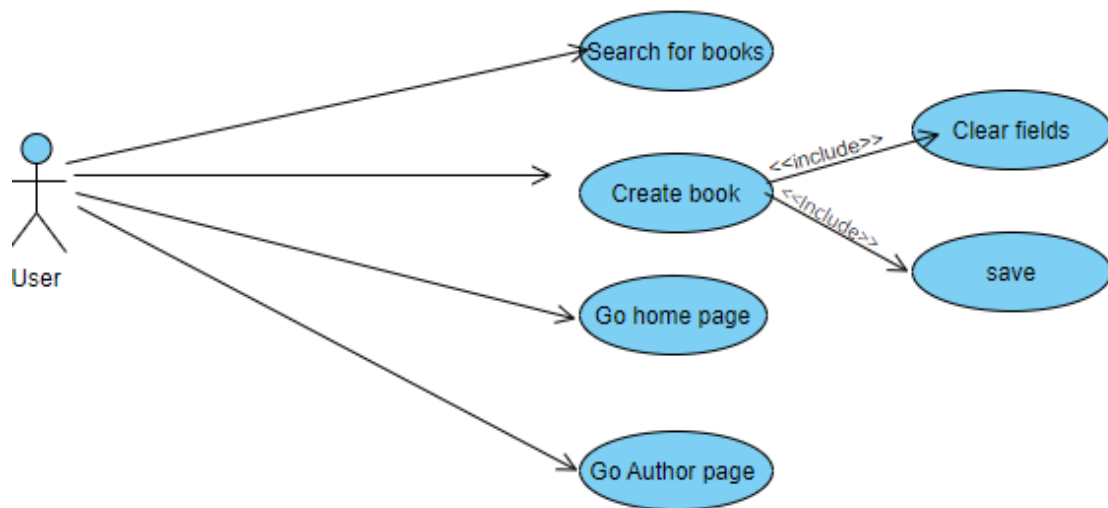 Search for books
Clear fields
<<include>>
Create book
<<Include>>
save
User
Go home page
Go Author page